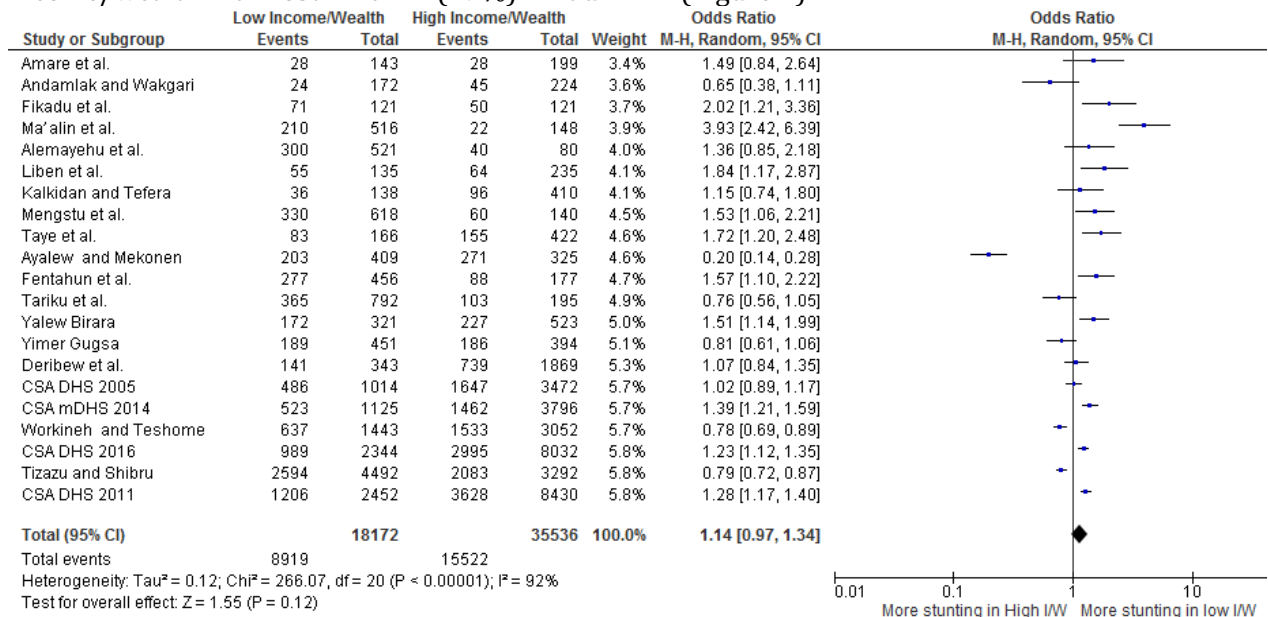 Low Income/Wealth High Income/Wealth Odds Ratio Odds Ratio
Study or Subgroup Events Total Events Total Weight M-H, Random, 95% CI M-H, Random, 95% CI
Amare et al. 28 143 28 199 3.4% 1.49 [0.84, 2.64]
Andamlak and Wakgari 24 172 45 224 3.6% 0.65 [0.38, 1.11]
Fikadu et al. 71 121 50 121 3.7% 2.02 [1.21, 3.36]
Ma'alin et al. 210 516 22 148 3.9% 3.93 [2.42, 6.39]
Alemayehu et al. 300 521 40 80 4.0% 1.36 [0.85, 2.18]
Liben et al. 55 135 64 235 4.1% 1.84 [1.17, 2.87]
Kalkidan and Tefera 36 138 96 410 4.1% 1.15 [0.74, 1.80]
Mengstu et al. 330 618 60 140 4.5% 1.53 [1.06, 2.21]
Taye et al. 83 166 155 422 4.6% 1.72 [1.20, 2.48]
Ayalew and Mekonen 203 409 271 325 4.6% 0.20 [0.14, 0.28]
Fentahun et al. 277 456 88 177 4.7% 1.57 [1.10, 2.22]
Tariku et al. 365 792 103 195 4.9% 0.76 [0.56, 1.05]
Yalew Birara 172 321 227 523 5.0% 1.51 [1.14, 1.99]
Yimer Gugsa 189 451 186 394 5.1% 0.81 [0.61, 1.06]
Deribew et al. 141 343 739 1869 5.3% 1.07 [0.84, 1.35]
CSA DHS 2005 486 1014 1647 3472 5.7% 1.02 [0.89, 1.17]
CSA mDHS 2014 523 1125 1462 3796 5.7% 1.39 [1.21, 1.59]
Workineh and Teshome 637 1443 1533 3052 5.7% 0.78 [0.69, 0.89]
CSA DHS 2016 989 2344 2995 8032 5.8% 1.23 [1.12, 1.35]
Tizazu and Shibru 2594 4492 2083 3292 5.8% 0.79 [0.72, 0.87]
CSA DHS 2011 1206 2452 3628 8430 5.8% 1.28 [1.17, 1.40]
Total (95% CI) 18172 35536 100.0% 1.14 [0.97, 1.34]
Total events 8919 15522
Heterogeneity: Tau² = 0.12; Chi² = 266.07, df = 20 (P < 0.00001); I² = 92%
Test for overall effect: Z = 1.55 (P = 0.12)
0.01 0.1 1 10
More stunting in High I/W More stunting in low I/W